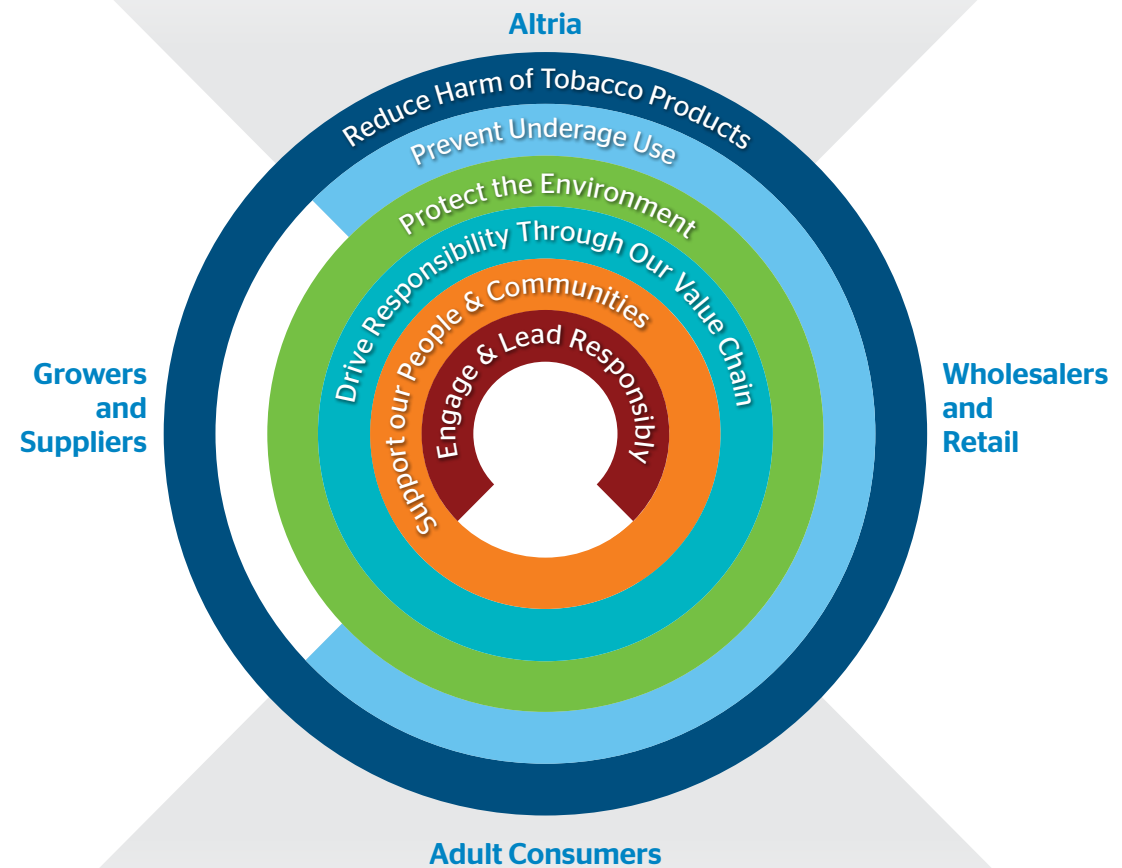 Altria
Reduce Harm of Tobacco Products
Prevent Underage Use
Protect the Environment
Drive Responsibility Through Our Value Chain
Support our People & Communities
Engage & Lead Responsibly
Growers
and
Suppliers
Wholesalers
and
Retail
Adult Consumers